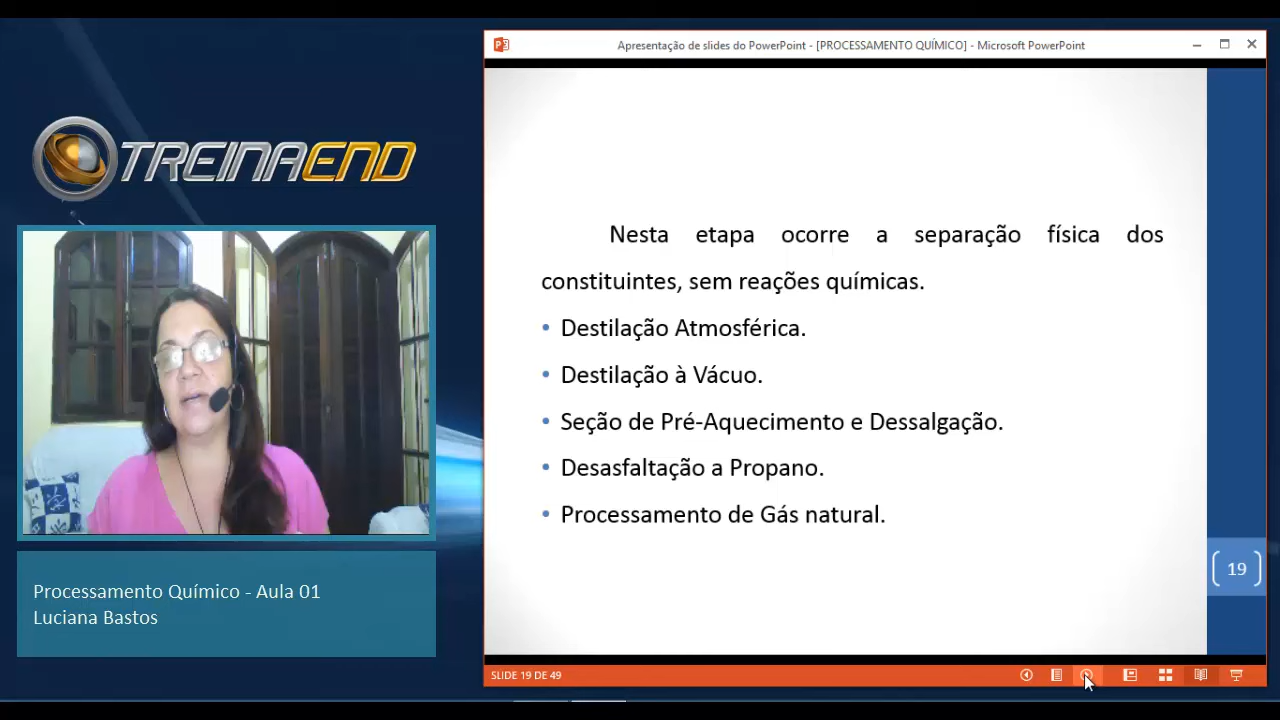 Apresentação de slides do PowerPoint - [PROCESSAMENTO QUÍMICO] - Microsoft PowerPoint
TREINAEND
Nesta etapa ocorre a separação física dos
constituintes, sem reações químicas.
• Destilação Atmosférica.
• Destilação à Vácuo.
• Seção de Pré-Aquecimento e Dessalgação.
• Desasfaltação a Propano.
• Processamento de Gás natural.
19
Processamento Químico - Aula 01
Luciana Bastos
SLIDE 19 DE 49